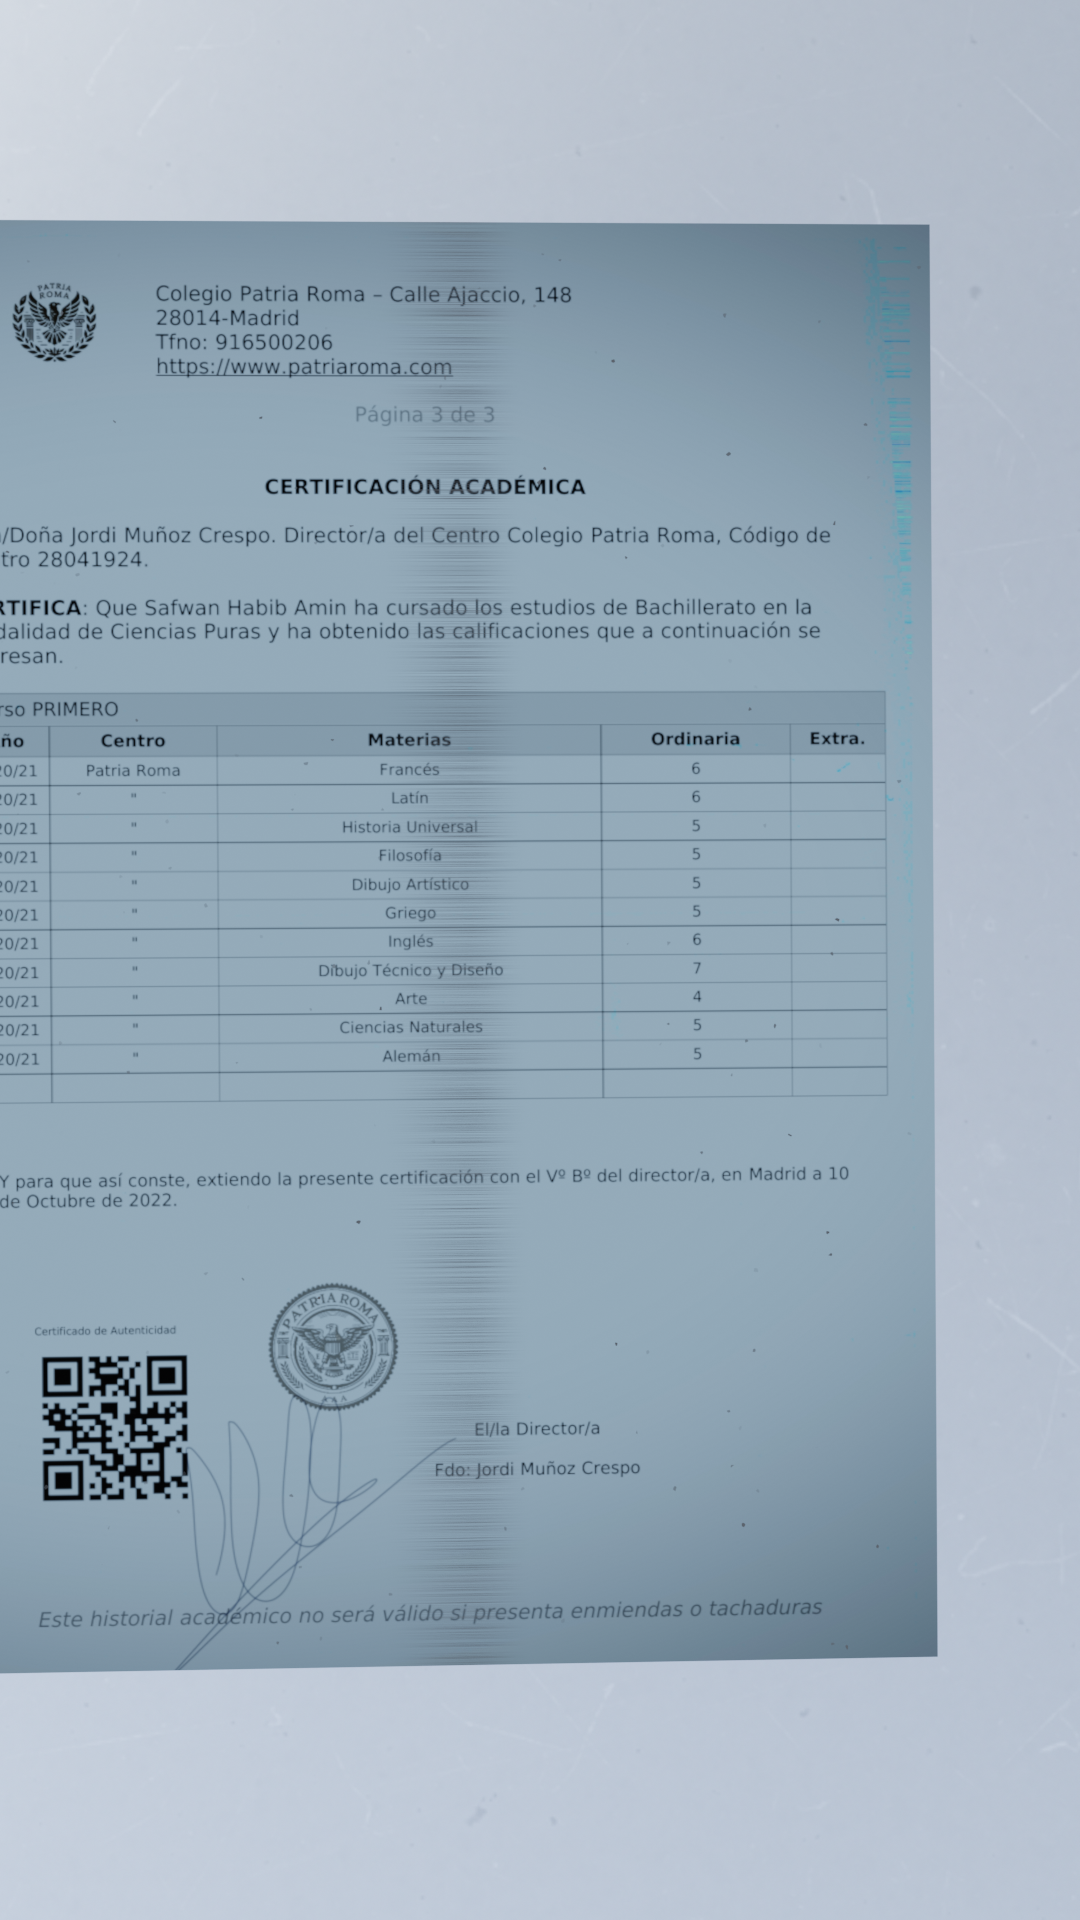 PATRIA
ROMA
Colegio Patria Roma – Calle Ajaccio, 148
28014-Madrid
Tfno: 916500206
https://www.patriaroma.com
Página 3 de 3
CERTIFICACIÓN ACADÉMICA
/Doña Jordi Muñoz Crespo. Director/a del Centro Colegio Patria Roma, Código de
tro 28041924.
RTIFICA: Que Safwan Habib Amin ha cursado los estudios de Bachillerato en la
dalidad de Ciencias Puras y ha obtenido las calificaciones que a continuación se
resan.
rso PRIMERO
ño Centro Materias Ordinaria Extra.
20/21 Patria Roma Francés 6
20/21 " Latín 6
20/21 " Historia Universal 5
20/21 " Filosofía 5
20/21 " Dibujo Artístico 5
20/21 " Griego 5
20/21 " Inglés 6
20/21 " Dibujo Técnico y Diseño 7
20/21 " Arte 4
20/21 " Ciencias Naturales 5
20/21 " Alemán 5
Y para que así conste, extiendo la presente certificación con el Vº Bº del director/a, en Madrid a 10
de Octubre de 2022.
Certificado de Autenticidad
PATRIA ROMA
El/la Director/a
Fdo: Jordi Muñoz Crespo
Este historial académico no será válido si presenta enmiendas o tachaduras